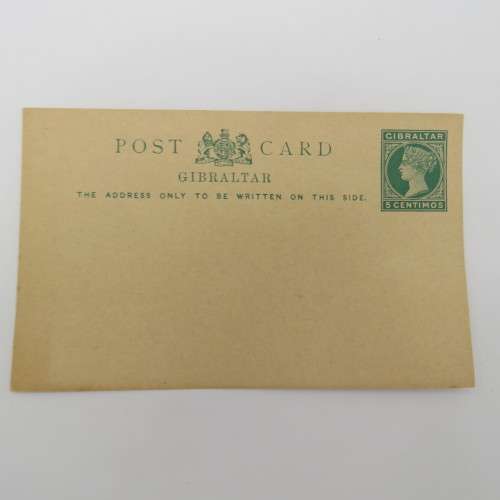 POST CARD
GIBRALTAR
THE ADDRESS ONLY TO BE WRITTEN ON THIS SIDE.
GIBRALTAR
5 CENTIMOS